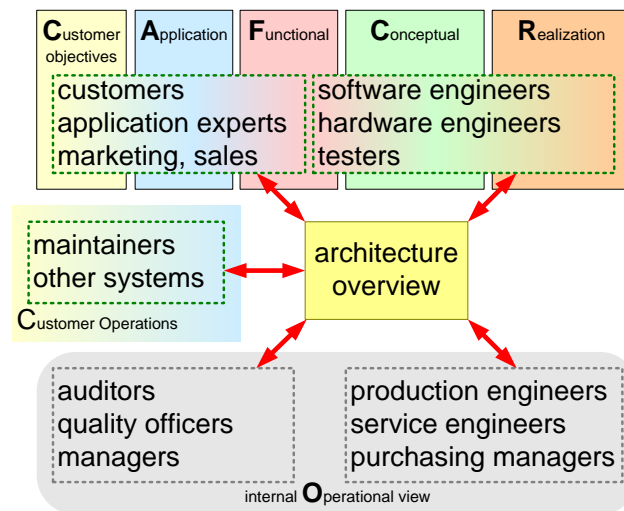 Customer objectives
Application
Functional
Conceptual
Realization
customers
application experts
marketing, sales
software engineers
hardware engineers
testers
maintainers
other systems
Customer Operations
architecture
overview
auditors
quality officers
managers
production engineers
service engineers
purchasing managers
internal Operational view